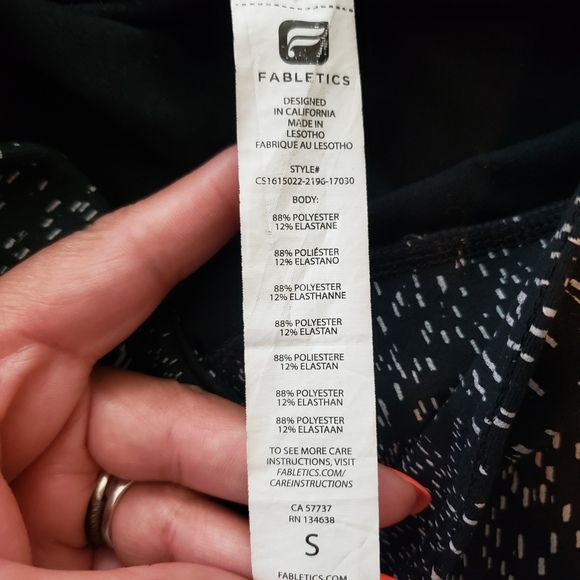 FABLETICS
DESIGNED
IN CALIFORNIA
MADE IN
LESOTHO
FABRIQUE AU LESOTHO
STYLE#
CS1615022-2196-17030
BODY:
88% POLYESTER
12% ELASTANE
88% POLIÉSTER
12% ELASTANO
88% POLYESTER
12% ELASTHANNE
88% POLYESTER
12% ELASTAN
88% POLIESTERE
12% ELASTAN
88% POLYESTER
12% ELASTHAN
88% POLYESTER
12% ELASTAAN
TO SEE MORE CARE
INSTRUCTIONS, VISIT
FABLETICS.COM/
CAREINSTRUCTIONS
CA 57737
RN 134638
S
FABLETICS.COM